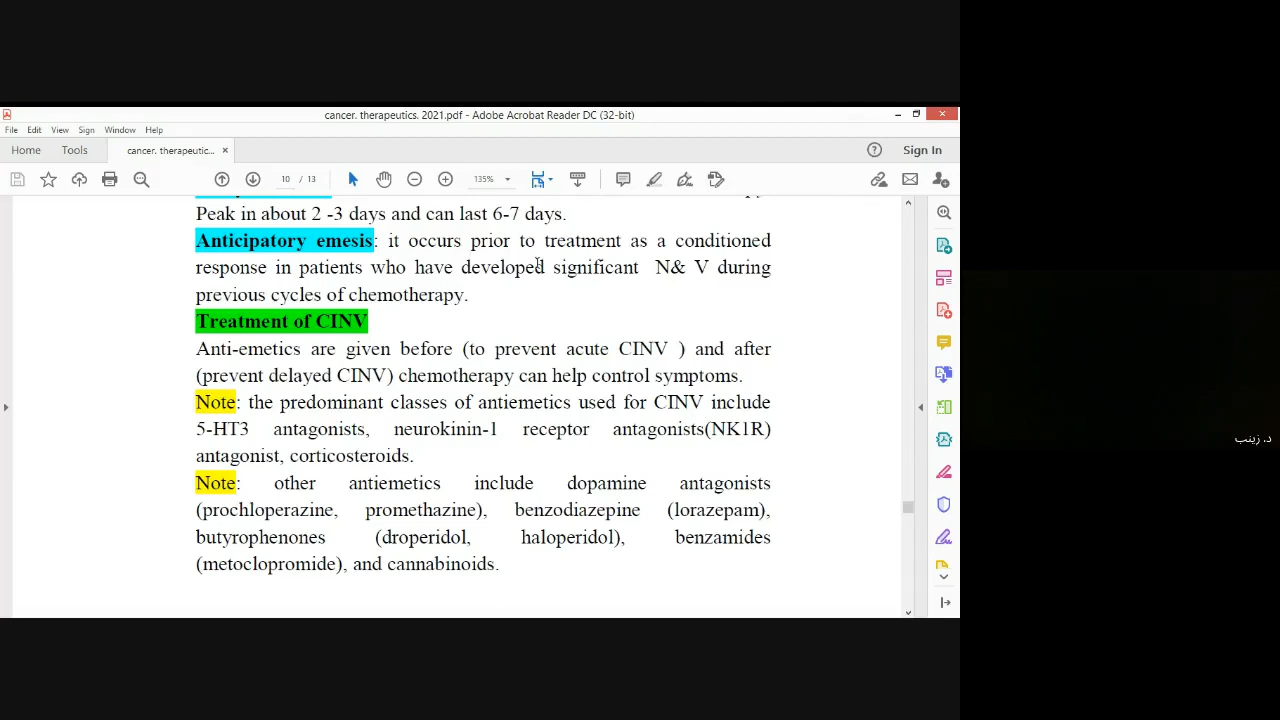 cancer. therapeutics. 2021.pdf - Adobe Acrobat Reader DC (32-bit)
File Edit View Sign Window Help
Home Tools cancer. therapeutic... × Sign In
10 / 13 135%
Peak in about 2 -3 days and can last 6-7 days.
Anticipatory emesis: it occurs prior to treatment as a conditioned
response in patients who have developed significant N& V during
previous cycles of chemotherapy.
Treatment of CINV
Anti-emetics are given before (to prevent acute CINV ) and after
(prevent delayed CINV) chemotherapy can help control symptoms.
Note: the predominant classes of antiemetics used for CINV include
5-HT3 antagonists, neurokinin-1 receptor antagonists(NK1R)
antagonist, corticosteroids.
Note: other antiemetics include dopamine antagonists
(prochloperazine, promethazine), benzodiazepine (lorazepam),
butyrophenones (droperidol, haloperidol), benzamides
(metoclopromide), and cannabinoids.
د. زينب